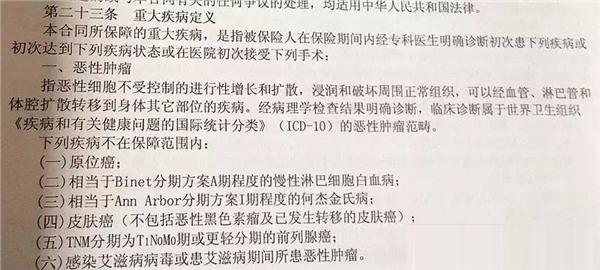 有关的任何争议的处理，均适用中华人民共和国法律。
第二十三条 重大疾病定义
本合同所保障的重大疾病，是指被保险人在保险期间内经专科医生明确诊断初次患下列疾病或
初次达到下列疾病状态或在医院初次接受下列手术：
一、恶性肿瘤
指恶性细胞不受控制的进行性增长和扩散，浸润和破坏周围正常组织，可以经血管、淋巴管和
体腔扩散转移到身体其它部位的疾病。经病理学检查结果明确诊断，临床诊断属于世界卫生组织
《疾病和有关健康问题的国际统计分类》（ICD-10）的恶性肿瘤范畴。
下列疾病不在保障范围内：
(一)原位癌；
(二)相当于Binet分期方案A期程度的慢性淋巴细胞白血病；
(三)相当于Ann Arbor分期方案I期程度的何杰金氏病；
(四)皮肤癌（不包括恶性黑色素瘤及已发生转移的皮肤癌）；
(五)TNM分期为T1N0M0期或更轻分期的前列腺癌；
(六)感染艾滋病病毒或患艾滋病期间所患恶性肿瘤。